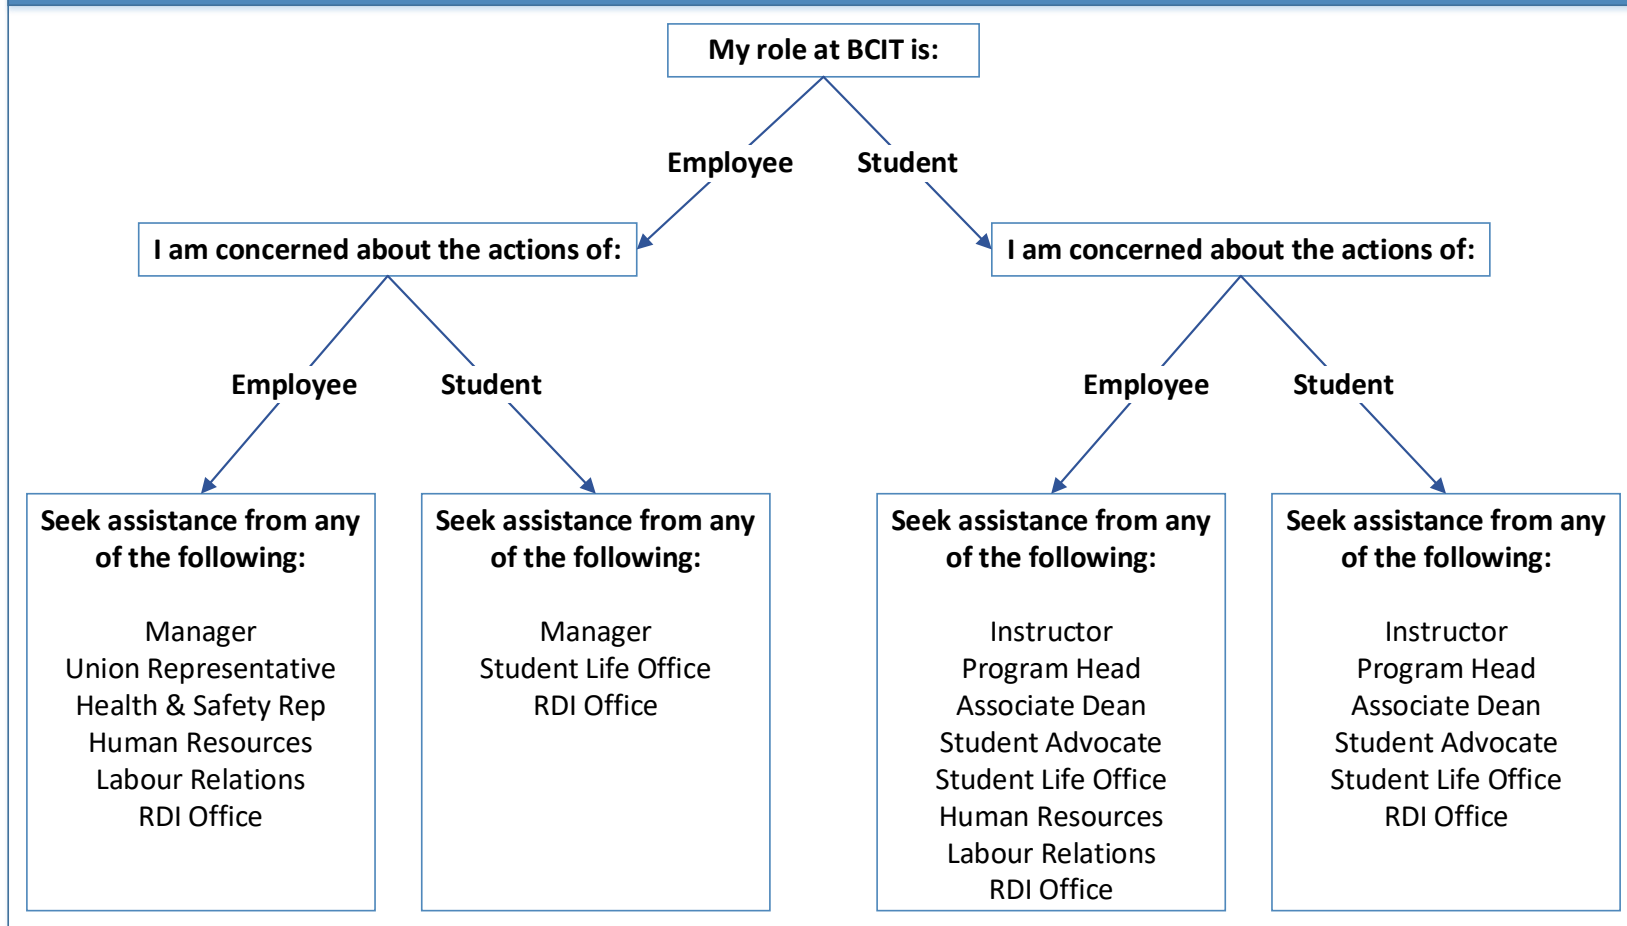 My role at BCIT is:
Employee
Student
I am concerned about the actions of:
I am concerned about the actions of:
Employee
Student
Employee
Student
Seek assistance from any
of the following:
Manager
Union Representative
Health & Safety Rep
Human Resources
Labour Relations
RDI Office
Seek assistance from any
of the following:
Manager
Student Life Office
RDI Office
Seek assistance from any
of the following:
Instructor
Program Head
Associate Dean
Student Advocate
Student Life Office
Human Resources
Labour Relations
RDI Office
Seek assistance from any
of the following:
Instructor
Program Head
Associate Dean
Student Advocate
Student Life Office
RDI Office